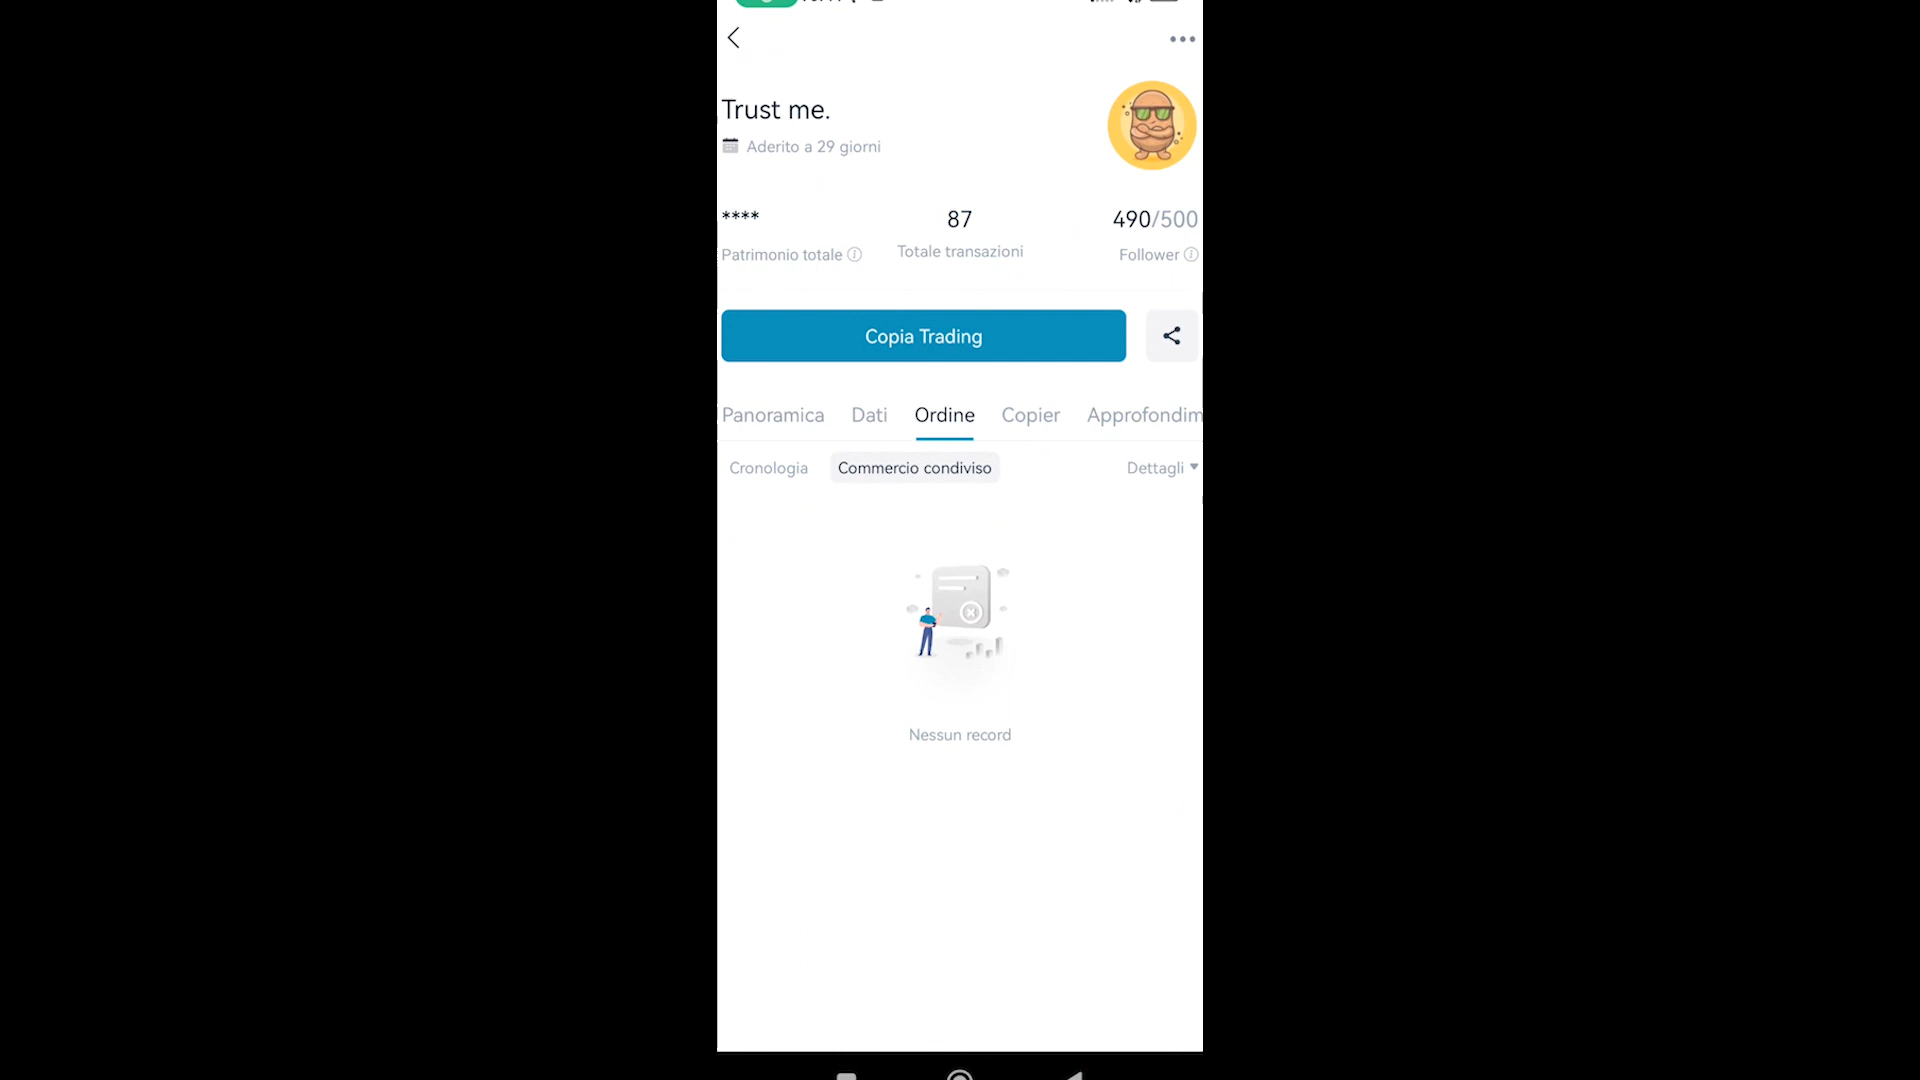 Trust me.
Aderito a 29 giorni
**** 87 490/500
Patrimonio totale Totale transazioni Follower
Copia Trading
Panoramica Dati Ordine Copier Approfondim
Cronologia Commercio condiviso Dettagli
Nessun record